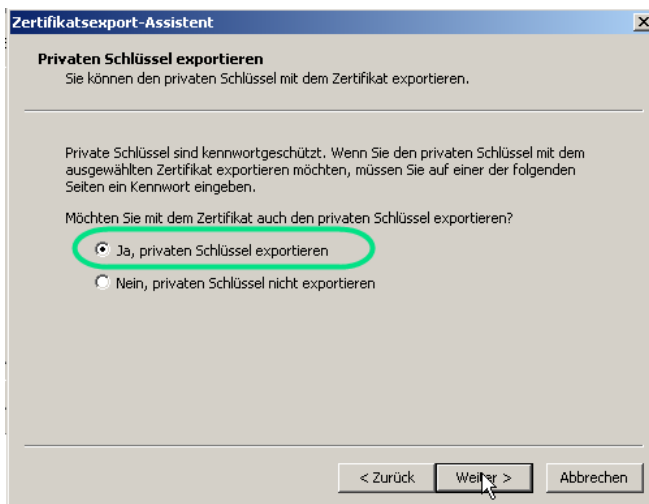 Zertifikatsexport-Assistent
Privaten Schlüssel exportieren
Sie können den privaten Schlüssel mit dem Zertifikat exportieren.
Private Schlüssel sind kennwortgeschützt. Wenn Sie den privaten Schlüssel mit dem
ausgewählten Zertifikat exportieren möchten, müssen Sie auf einer der folgenden
Seiten ein Kennwort eingeben.
Möchten Sie mit dem Zertifikat auch den privaten Schlüssel exportieren?
Ja, privaten Schlüssel exportieren
Nein, privaten Schlüssel nicht exportieren
< Zurück Weiter > Abbrechen